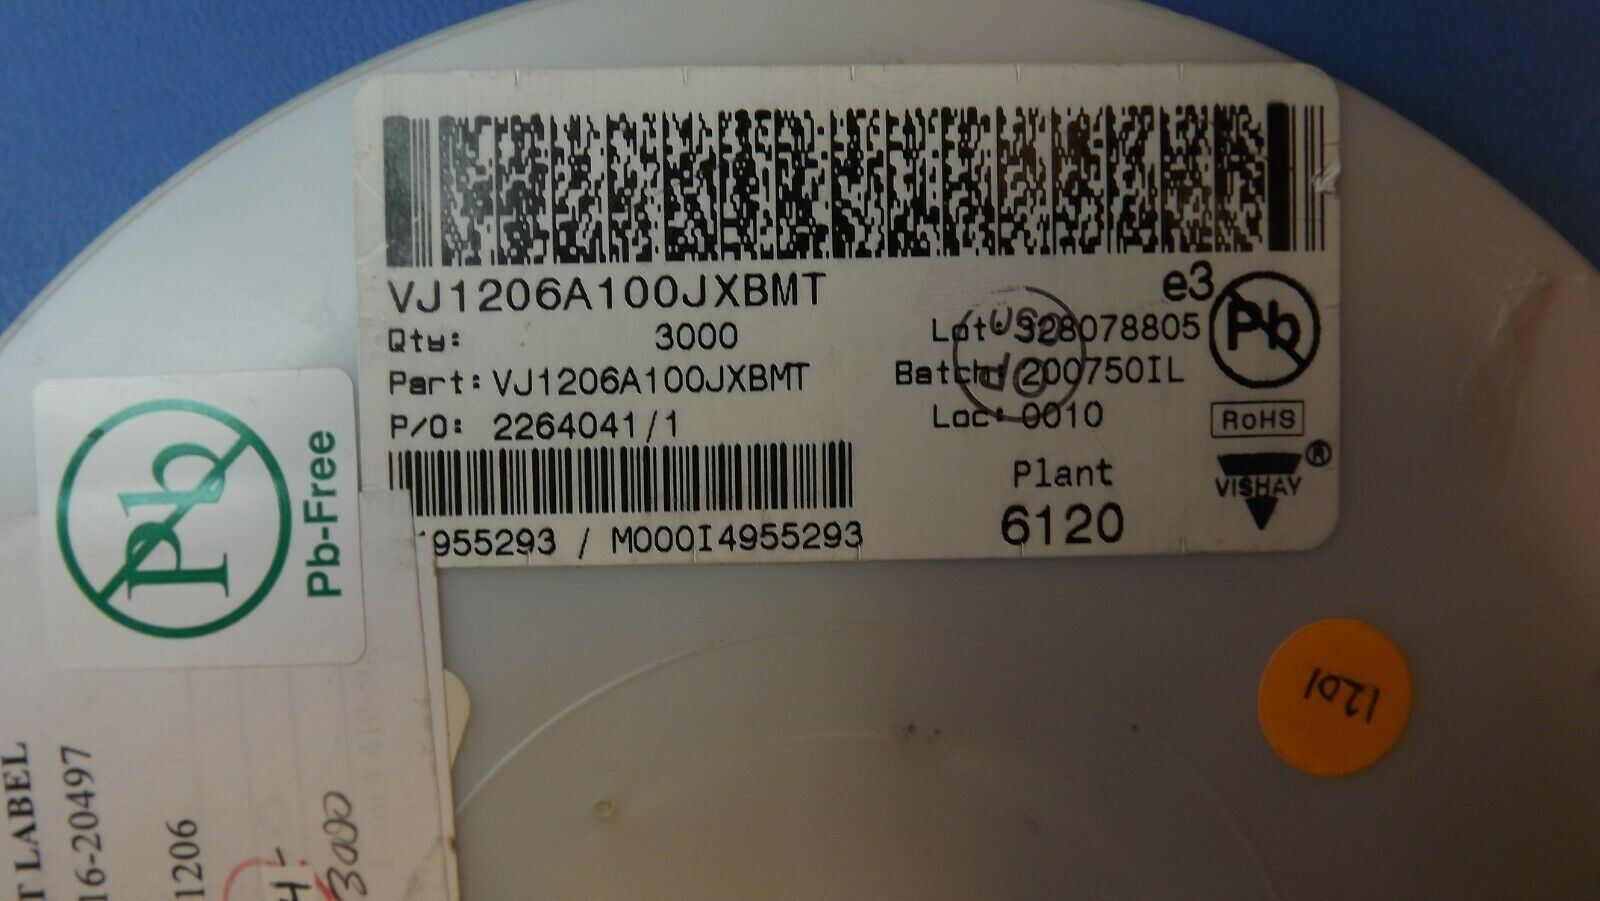 VJ1206A100JXBMT
e3
Pb
Qty: 3000
Lot: 328078805
Part: VJ1206A100JXBMT
Batch: 200750IL
P/O: 2264041/1
Loc: 0010
RoHS
VISHAY®
Plant
6120
955293 / M000I4955293
Pb
Pb-Free
T LABEL
16-20497
1206
3000
1201